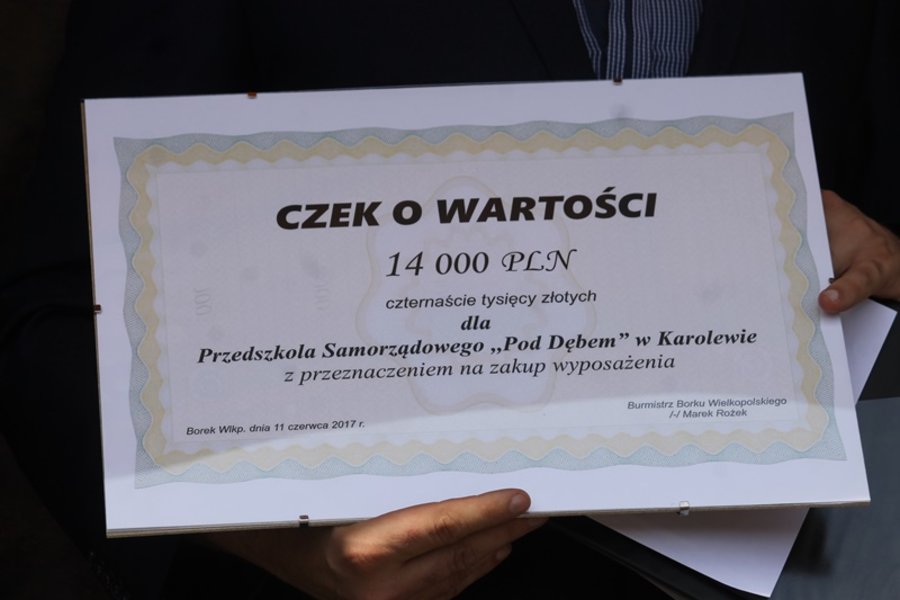 CZEK O WARTOŚCI
14 000 PLN
czternaście tysięcy złotych
dla
Przedszkola Samorządowego ,,Pod Dębem" w Karolewie
z przeznaczeniem na zakup wyposażenia
Burmistrz Borku Wielkopolskiego
/-/ Marek Rożek
Borek Wlkp. dnia 11 czerwca 2017 r.